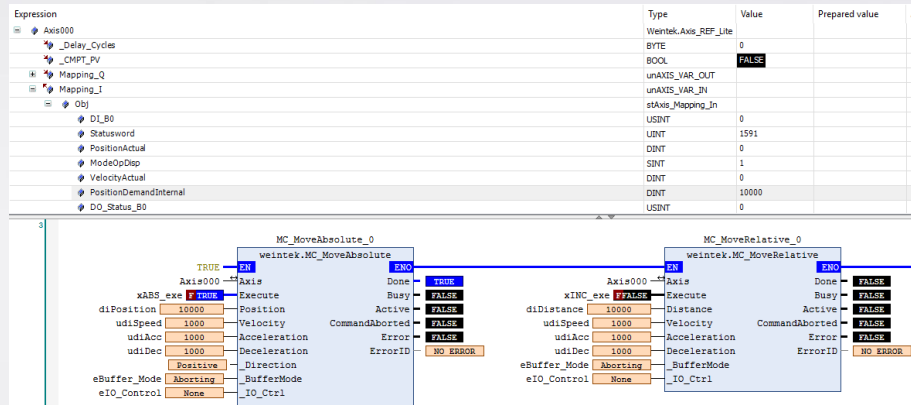 Expression Type Value Prepared value
Axis000 Weintek.Axis_REF_Lite
_Delay_Cycles BYTE 0
_CMPT_PV BOOL FALSE
Mapping_Q unAXIS_VAR_OUT
Mapping_I unAXIS_VAR_IN
Obj stAxis_Mapping_In
DI_B0 USINT 0
Statusword UINT 1591
PositionActual DINT 0
ModeOpDisp SINT 1
VelocityActual DINT 0
PositionDemandInternal DINT 10000
DO_Status_B0 USINT 0
3
MC_MoveAbsolute_0 MC_MoveRelative_0
weintek.MC_MoveAbsolute weintek.MC_MoveRelative
TRUE EN ENO EN ENO
Axis000 Axis Done TRUE Axis000 Axis Done FALSE
xABS_exe F TRUE Execute Busy FALSE xINC_exe F FALSE Execute Busy FALSE
diPosition 10000 Position Active FALSE diDistance 10000 Distance Active FALSE
udiSpeed 1000 Velocity CommandAborted FALSE udiSpeed 1000 Velocity CommandAborted FALSE
udiAcc 1000 Acceleration Error FALSE udiAcc 1000 Acceleration Error FALSE
udiDec 1000 Deceleration ErrorID NO ERROR udiDec 1000 Deceleration ErrorID NO ERROR
Positive _Direction eBuffer_Mode Aborting _BufferMode
eBuffer_Mode Aborting _BufferMode eIO_Control None _IO_Ctrl
eIO_Control None _IO_Ctrl